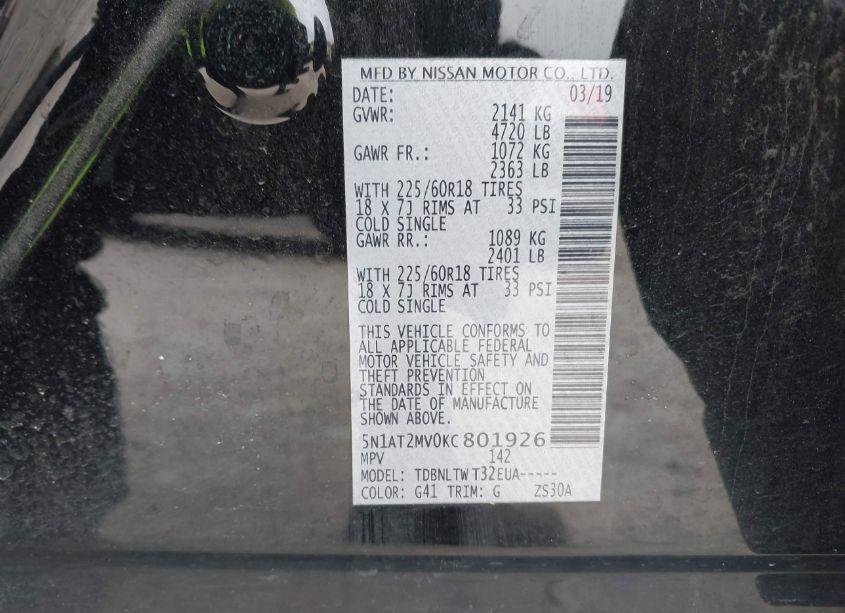 MFD BY NISSAN MOTOR CO., LTD.
DATE: 03/19
GVWR: 2141 KG
4720 LB
GAWR FR.: 1072 KG
2363 LB
WITH 225/60R18 TIRES
18 X 7J RIMS AT 33 PSI
COLD SINGLE
GAWR RR.: 1089 KG
2401 LB
WITH 225/60R18 TIRES
18 X 7J RIMS AT 33 PSI
COLD SINGLE
THIS VEHICLE CONFORMS TO
ALL APPLICABLE FEDERAL
MOTOR VEHICLE SAFETY AND
THEFT PREVENTION
STANDARDS IN EFFECT ON
THE DATE OF MANUFACTURE
SHOWN ABOVE.
5N1AT2MV0KC801926
MPV 142
MODEL: TDBNLTW T32EUA-----
COLOR: G41 TRIM: G ZS30A